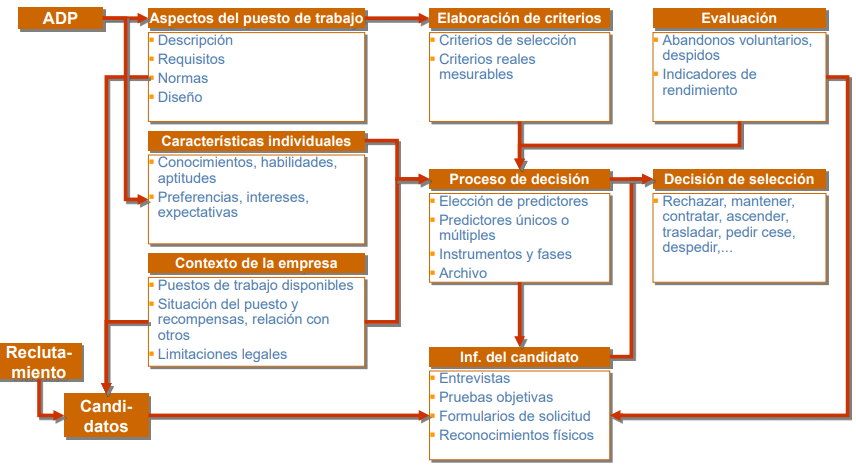 ADP
Aspectos del puesto de trabajo
Descripción
Requisitos
Normas
Diseño
Elaboración de criterios
Criterios de selección
Criterios reales
mesurables
Evaluación
Abandonos voluntarios,
despidos
Indicadores de
rendimiento
Características individuales
Conocimientos, habilidades,
aptitudes
Preferencias, intereses,
expectativas
Proceso de decisión
Elección de predictores
Predictores únicos o
múltiples
Instrumentos y fases
Archivo
Decisión de selección
Rechazar, mantener,
contratar, ascender,
trasladar, pedir cese,
despedir,...
Contexto de la empresa
Puestos de trabajo disponibles
Situación del puesto y
recompensas, relación con
otros
Limitaciones legales
Recluta-
miento
Candi-
datos
Inf. del candidato
Entrevistas
Pruebas objetivas
Formularios de solicitud
Reconocimientos físicos